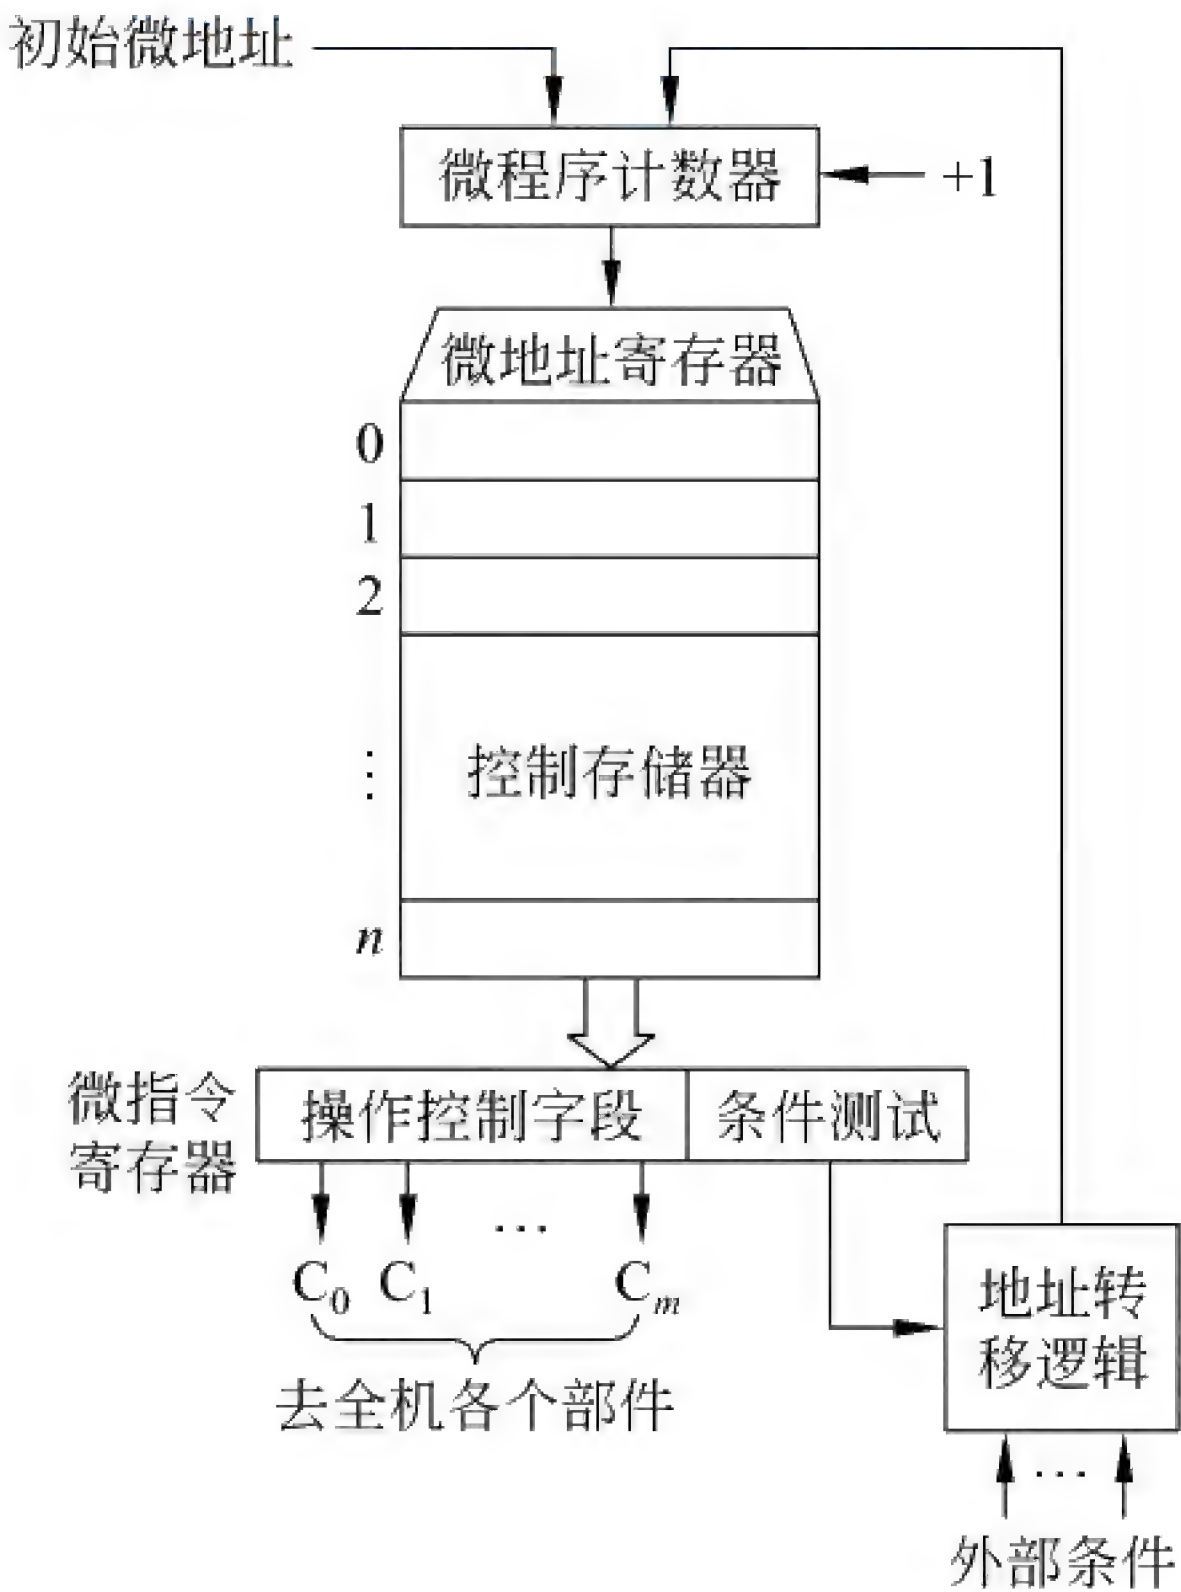 初始微地址
微程序计数器
+1
微地址寄存器
0
1
2
⋮
控制存储器
n
微指令
寄存器
操作控制字段
条件测试
C0 C1 … Cm
去全机各个部件
地址转
移逻辑
…
外部条件